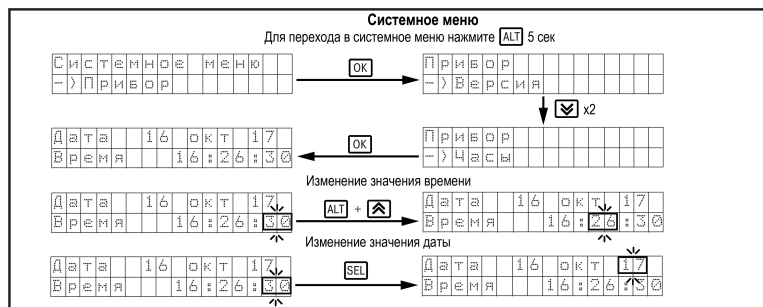 Системное меню
Для перехода в системное меню нажмите ALT 5 сек
Системное меню
->Прибор
OK
Прибор
->Версия
x2
Прибор
->Часы
OK
Дата 16 окт 17
Время 16:26:30
Изменение значения времени
Дата 16 окт 17
Время 16:26:30
ALT +
Дата 16 окт 17
Время 16:26:30
Изменение значения даты
Дата 16 окт 17
Время 16:26:30
SEL
Дата 16 окт 17
Время 16:26:30